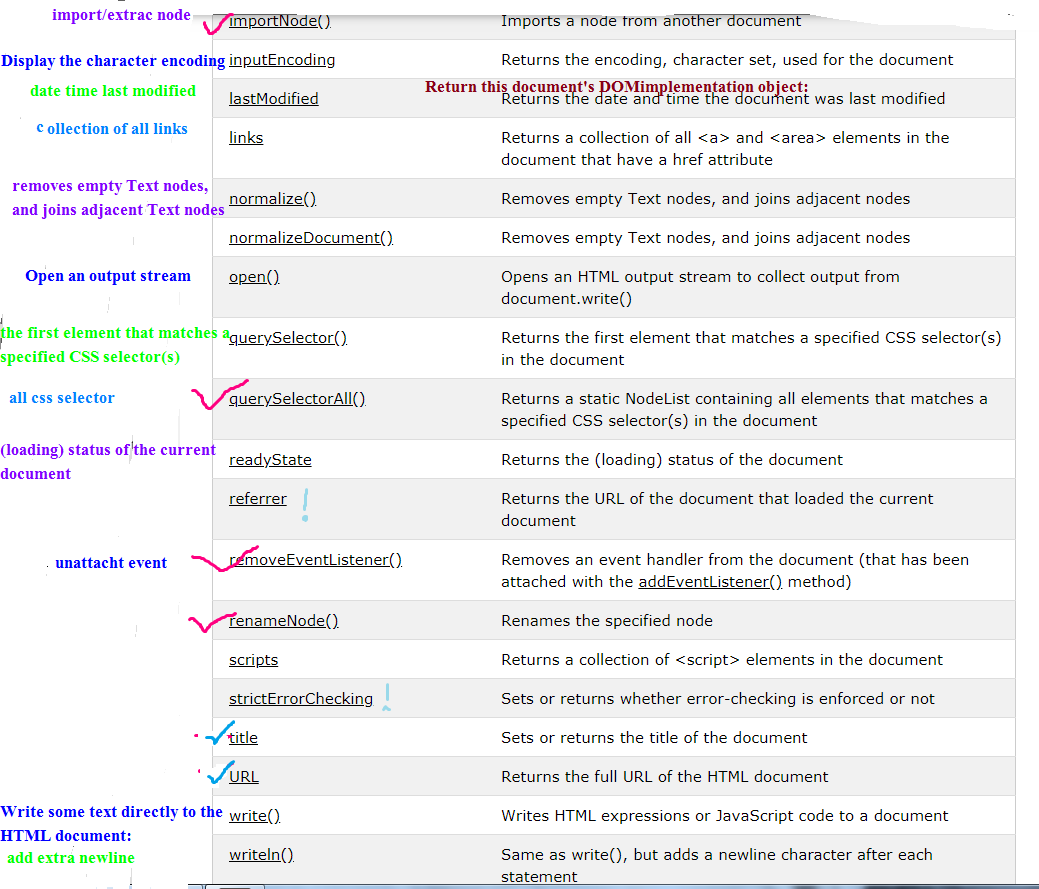 import/extrac node
importNode() Imports a node from another document
Display the character encoding
inputEncoding Returns the encoding, character set, used for the document
Return this document's DOMimplementation object:
date time last modified
lastModified Returns the date and time the document was last modified
c ollection of all links
links Returns a collection of all <a> and <area> elements in the
document that have a href attribute
removes empty Text nodes,
and joins adjacent Text nodes
normalize() Removes empty Text nodes, and joins adjacent nodes
normalizeDocument() Removes empty Text nodes, and joins adjacent nodes
Open an output stream
open() Opens an HTML output stream to collect output from
document.write()
the first element that matches a
specified CSS selector(s)
querySelector() Returns the first element that matches a specified CSS selector(s)
in the document
all css selector
querySelectorAll() Returns a static NodeList containing all elements that matches a
specified CSS selector(s) in the document
(loading) status of the current
document
readyState Returns the (loading) status of the document
referrer ! Returns the URL of the document that loaded the current
document
unattacht event
removeEventListener() Removes an event handler from the document (that has been
attached with the addEventListener() method)
renameNode() Renames the specified node
scripts Returns a collection of <script> elements in the document
strictErrorChecking ! Sets or returns whether error-checking is enforced or not
title Sets or returns the title of the document
URL Returns the full URL of the HTML document
Write some text directly to the
HTML document:
write() Writes HTML expressions or JavaScript code to a document
add extra newline
writeln() Same as write(), but adds a newline character after each
statement